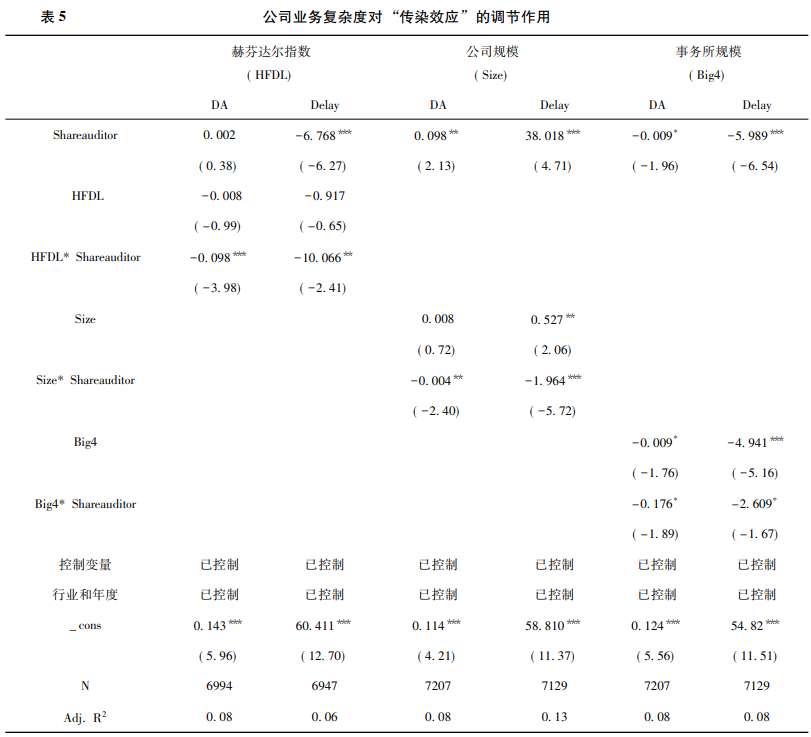 表 5 公司业务复杂度对“传染效应”的调节作用
赫芬达尔指数 公司规模 事务所规模
( HFDL) ( Size) ( Big4)
DA Delay DA Delay DA Delay
Shareauditor 0. 002 -6. 768*** 0. 098** 38. 018*** -0. 009* -5. 989***
( 0. 38) ( -6. 27) ( 2. 13) ( 4. 71) ( -1. 96) ( -6. 54)
HFDL -0. 008 -0. 917
( -0. 99) ( -0. 65)
HFDL* Shareauditor -0. 098*** -10. 066**
( -3. 98) ( -2. 41)
Size 0. 008 0. 527**
( 0. 72) ( 2. 06)
Size* Shareauditor -0. 004** -1. 964***
( -2. 40) ( -5. 72)
Big4 -0. 009* -4. 941***
( -1. 76) ( -5. 16)
Big4* Shareauditor -0. 176* -2. 609*
( -1. 89) ( -1. 67)
控制变量 已控制 已控制 已控制 已控制 已控制 已控制
行业和年度 已控制 已控制 已控制 已控制 已控制 已控制
_cons 0. 143*** 60. 411*** 0. 114*** 58. 810*** 0. 124*** 54. 82***
( 5. 96) ( 12. 70) ( 4. 21) ( 11. 37) ( 5. 56) ( 11. 51)
N 6994 6947 7207 7129 7207 7129
Adj. R² 0. 08 0. 06 0. 08 0. 13 0. 08 0. 08